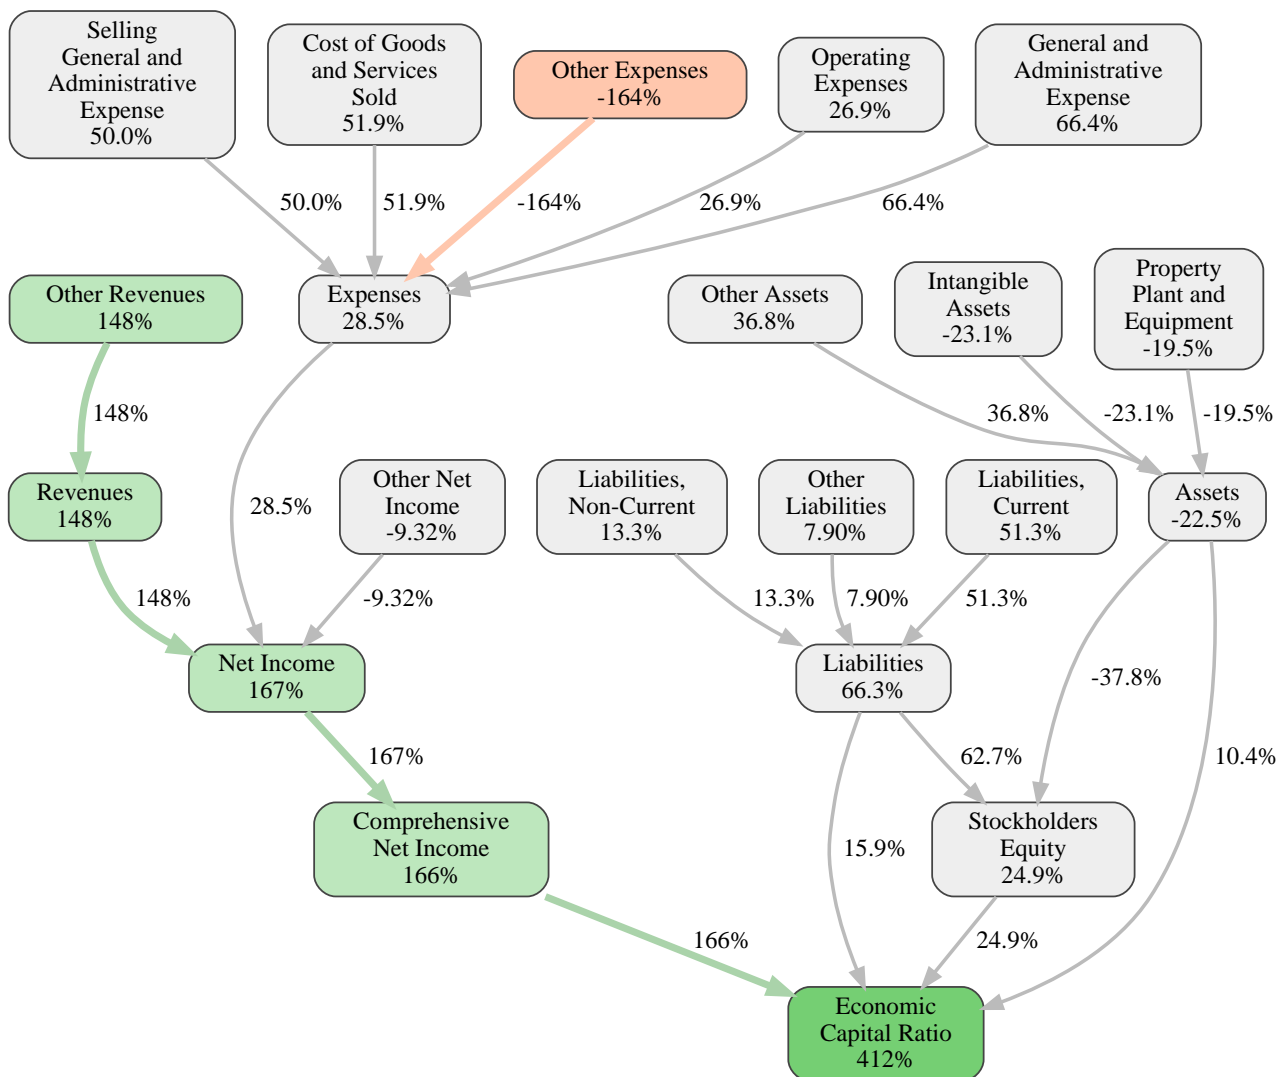 Selling
General and
Administrative
Expense
50.0%
Cost of Goods
and Services
Sold
51.9%
Other Expenses
-164%
Operating
Expenses
26.9%
General and
Administrative
Expense
66.4%
50.0%
51.9%
-164%
26.9%
66.4%
Other Revenues
148%
Expenses
28.5%
Other Assets
36.8%
Intangible
Assets
-23.1%
Property
Plant and
Equipment
-19.5%
148%
36.8%
-23.1%
-19.5%
Revenues
148%
28.5%
Other Net
Income
-9.32%
Liabilities,
Non-Current
13.3%
Other
Liabilities
7.90%
Liabilities,
Current
51.3%
Assets
-22.5%
148%
-9.32%
13.3%
7.90%
51.3%
Net Income
167%
Liabilities
66.3%
-37.8%
167%
62.7%
10.4%
Comprehensive
Net Income
166%
15.9%
Stockholders
Equity
24.9%
166%
24.9%
Economic
Capital Ratio
412%